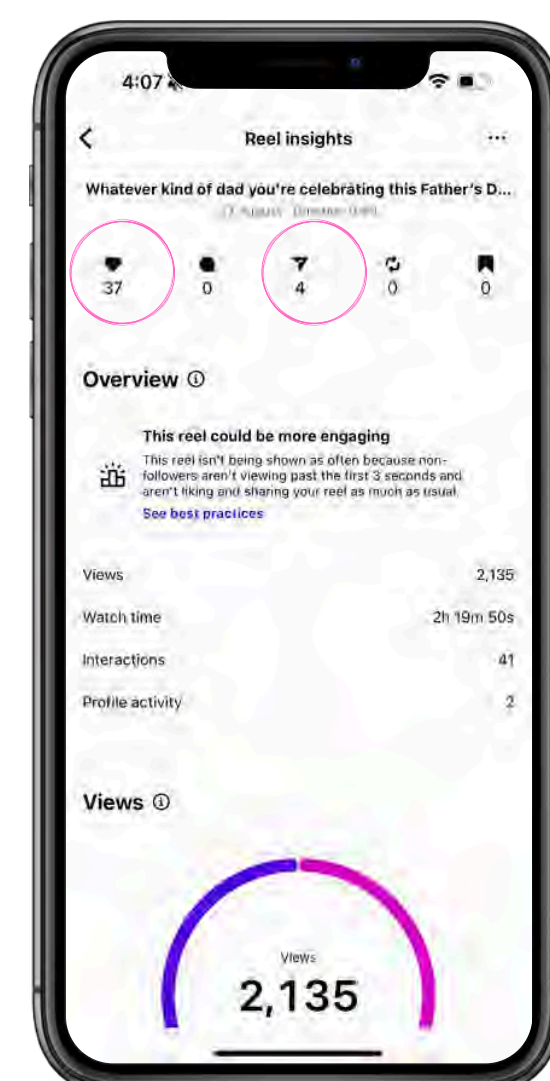 4:07
Reel insights
Whatever kind of dad you're celebrating this Father's D...
37 0 4 0 0
Overview
This reel could be more engaging
This reel isn't being shown as often because non-
followers aren't viewing past the first 3 seconds and
aren't liking and sharing your reel as much as usual.
See best practices
Views 2,135
Watch time 2h 19m 50s
Interactions 41
Profile activity 2
Views
Views
2,135